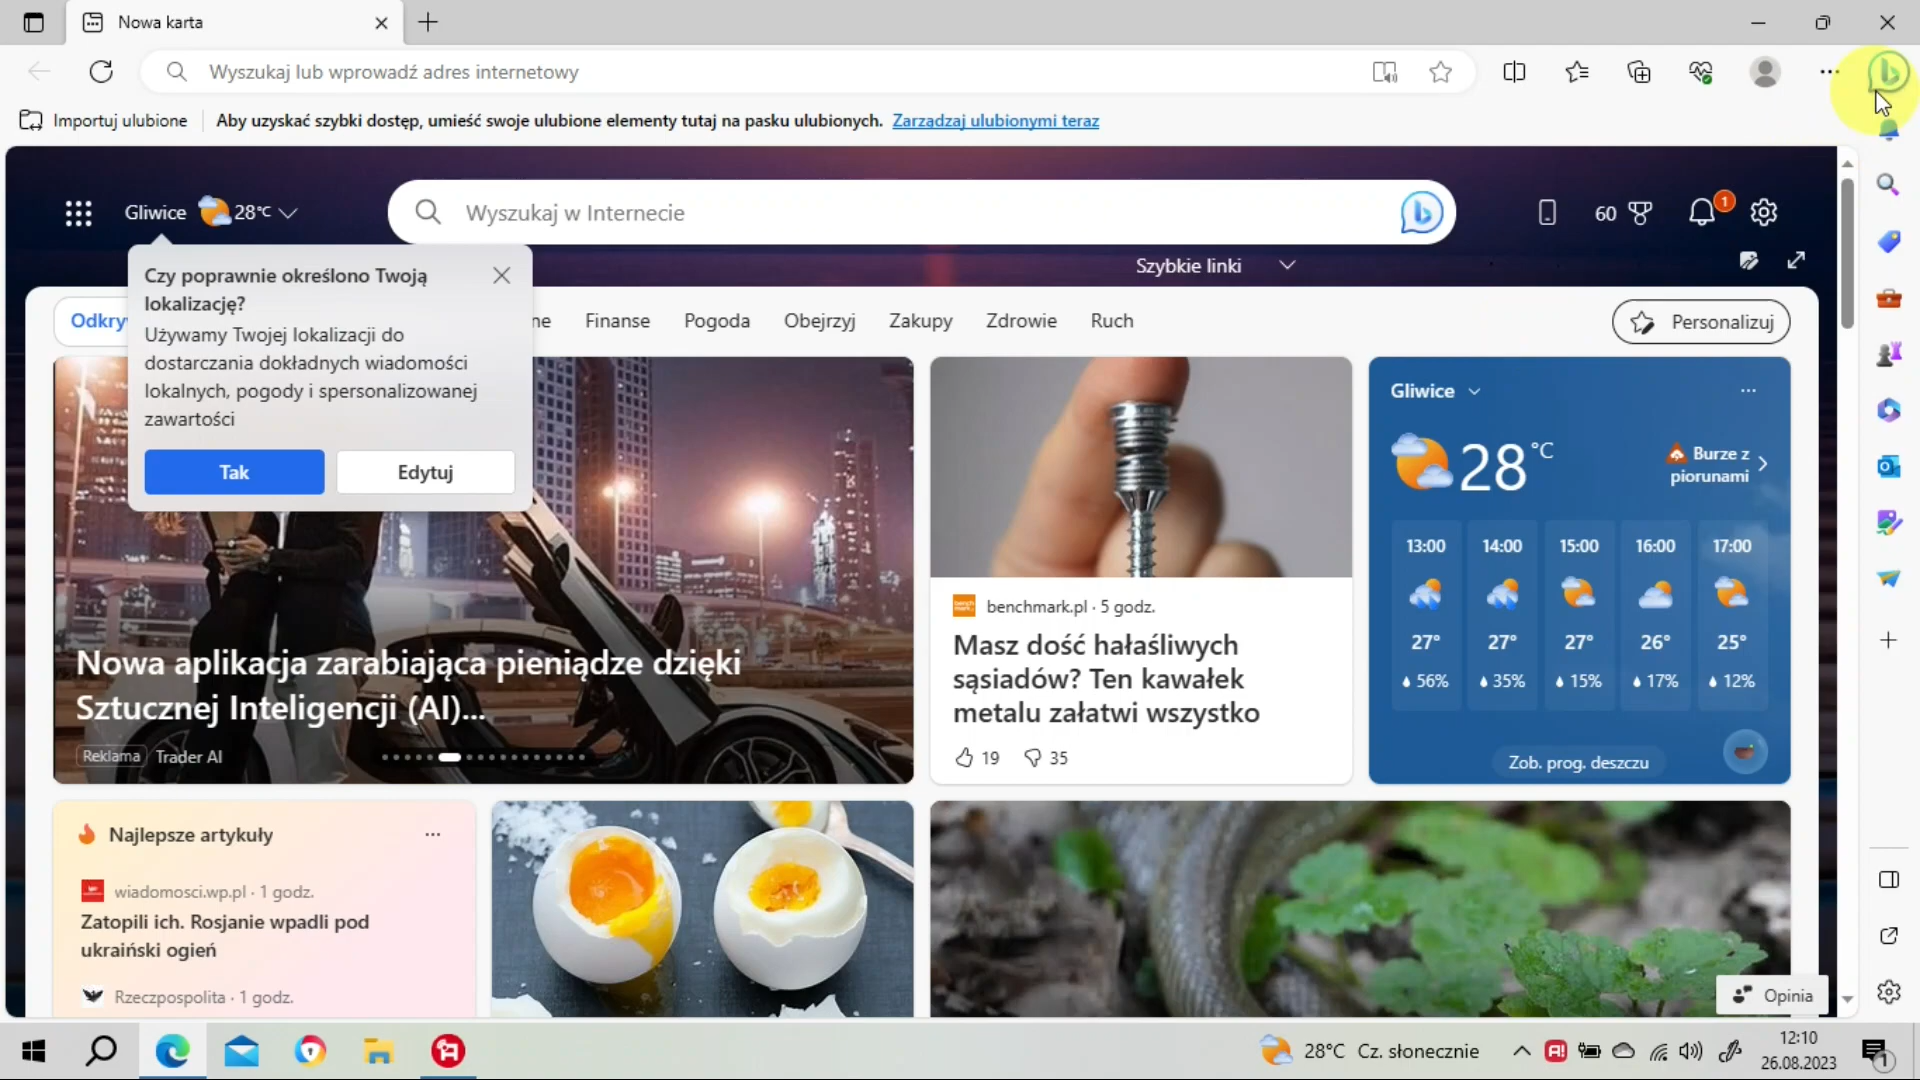 Nowa karta
Wyszukaj lub wprowadź adres internetowy
Importuj ulubione
Aby uzyskać szybki dostęp, umieść swoje ulubione elementy tutaj na pasku ulubionych. Zarządzaj ulubionymi teraz
Gliwice 28°C
Wyszukaj w Internecie
60
1
Szybkie linki
Czy poprawnie określono Twoją
lokalizację?
Używamy Twojej lokalizacji do
dostarczania dokładnych wiadomości
lokalnych, pogody i spersonalizowanej
zawartości
Tak
Edytuj
Odkry
ne Finanse Pogoda Obejrzyj Zakupy Zdrowie Ruch
Personalizuj
Nowa aplikacja zarabiająca pieniądze dzięki
Sztucznej Inteligencji (AI)...
Reklama Trader AI
benchmark.pl · 5 godz.
Masz dość hałaśliwych
sąsiadów? Ten kawałek
metalu załatwi wszystko
19 35
Gliwice
28 °C
Burze z
piorunami
13:00 14:00 15:00 16:00 17:00
27° 27° 27° 26° 25°
56% 35% 15% 17% 12%
Zob. prog. deszczu
Najlepsze artykuły
wiadomosci.wp.pl · 1 godz.
Zatopili ich. Rosjanie wpadli pod
ukraiński ogień
Rzeczpospolita · 1 godz.
Opinia
28°C Cz. słonecznie
12:10
26.08.2023
1